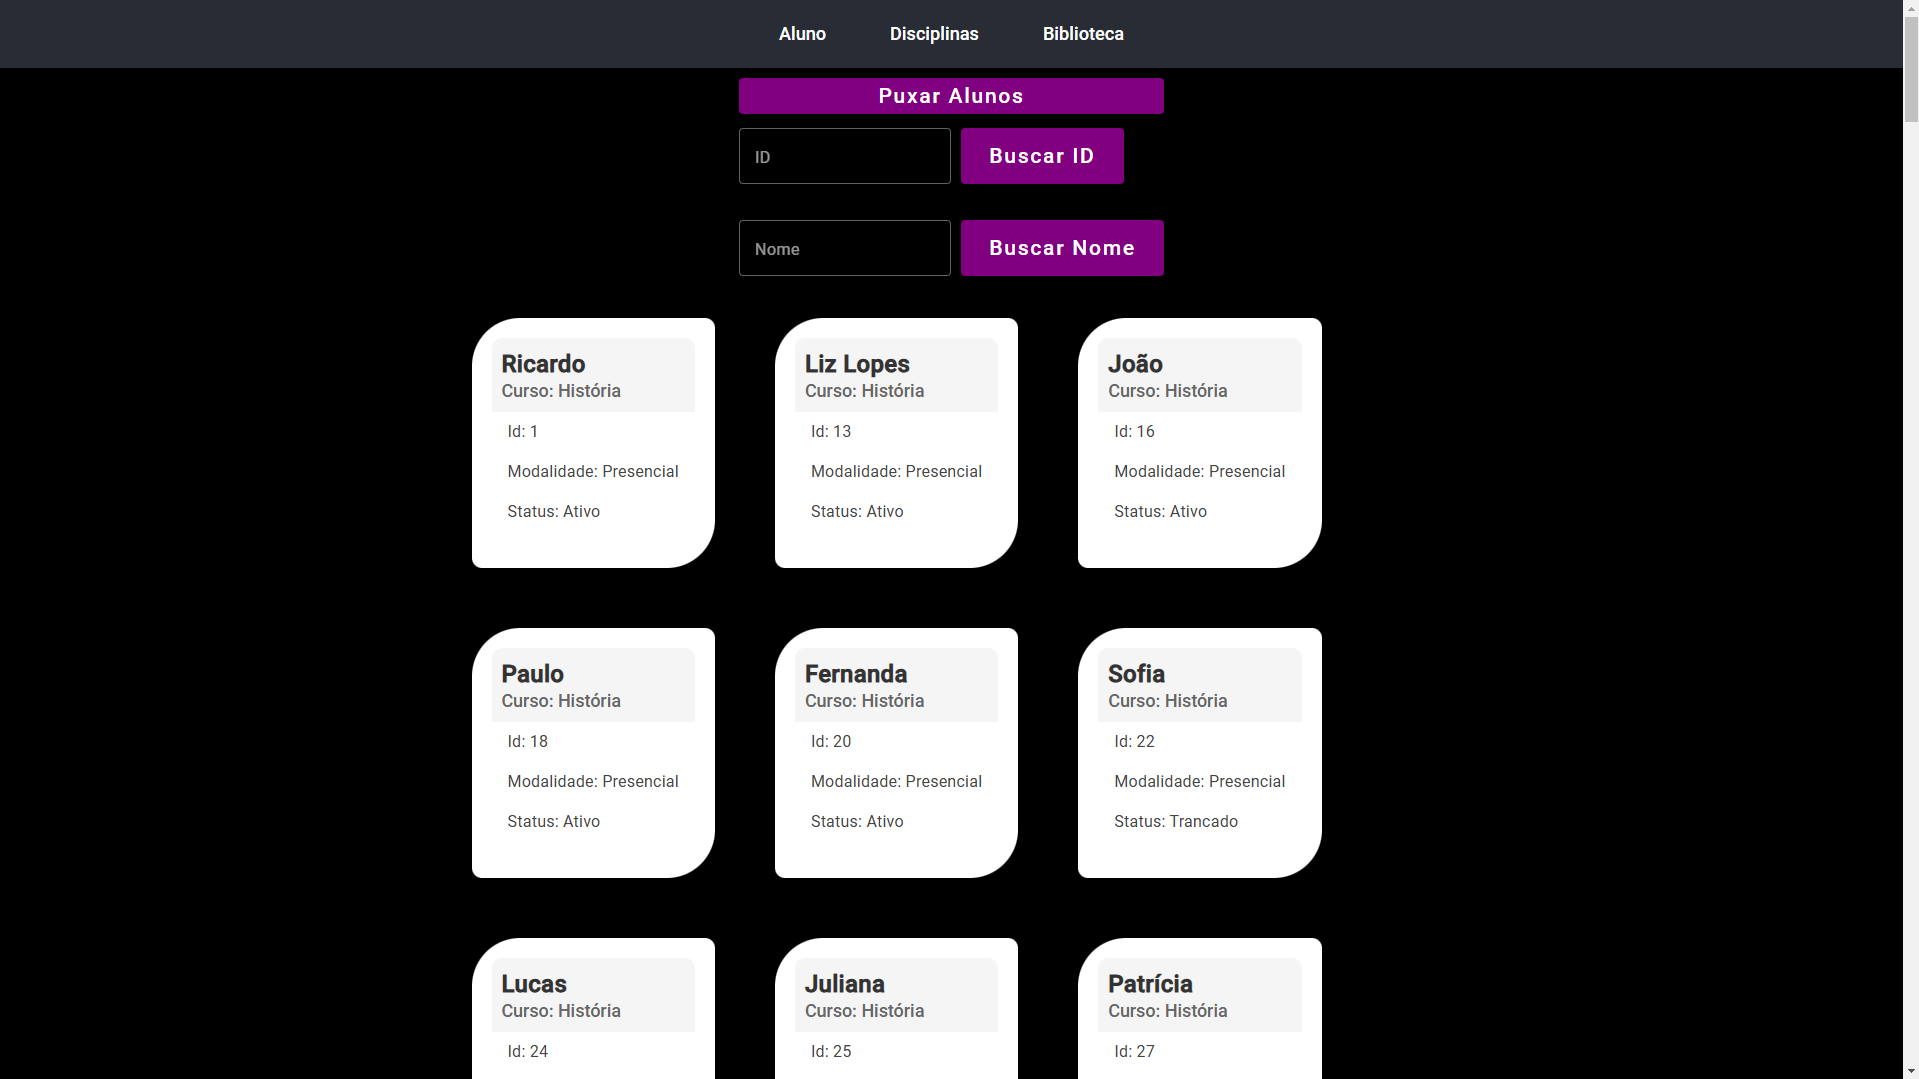 Aluno Disciplinas Biblioteca
Puxar Alunos
ID Buscar ID
Nome Buscar Nome
Ricardo
Curso: História
Id: 1
Modalidade: Presencial
Status: Ativo
Liz Lopes
Curso: História
Id: 13
Modalidade: Presencial
Status: Ativo
João
Curso: História
Id: 16
Modalidade: Presencial
Status: Ativo
Paulo
Curso: História
Id: 18
Modalidade: Presencial
Status: Ativo
Fernanda
Curso: História
Id: 20
Modalidade: Presencial
Status: Ativo
Sofia
Curso: História
Id: 22
Modalidade: Presencial
Status: Trancado
Lucas
Curso: História
Id: 24
Juliana
Curso: História
Id: 25
Patrícia
Curso: História
Id: 27